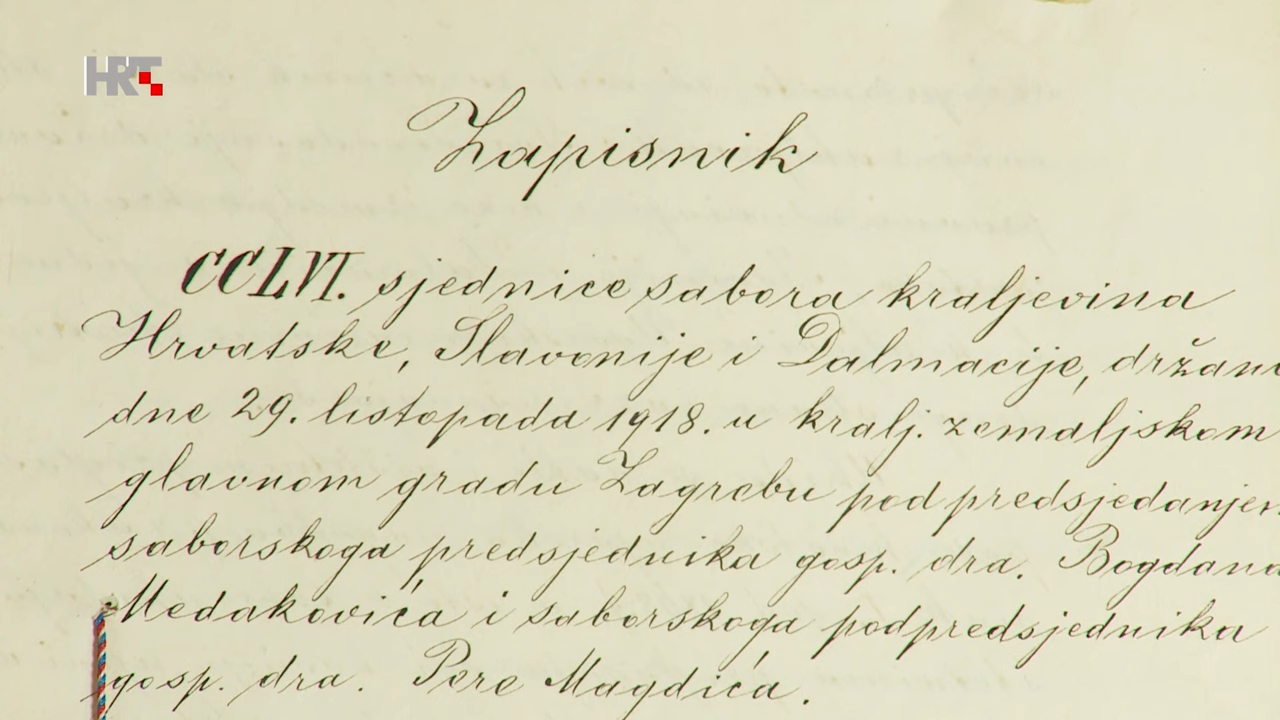 HRT
Zapisnik
CCLVI. sjednice sabora kraljevina
Hrvatske, Slavonije i Dalmacije, držane
dne 29. listopada 1918. u kralj. zemaljskom
glavnom gradu Zagrebu pod predsjedanjem
saborskoga predsjednika gosp. dra. Bogdana
Medakovića i saborskoga podpredsjednika
gosp. dra. Pere Magdića.